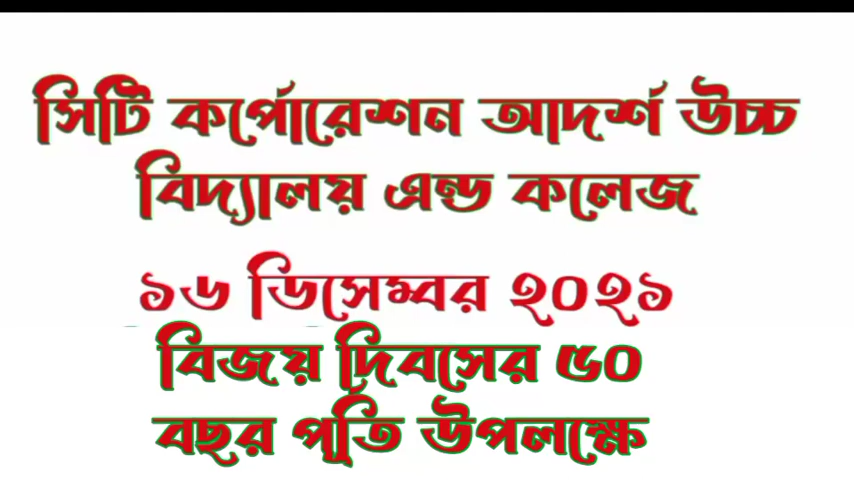 সিটি কর্পোরেশন আদর্শ উচ্চ
বিদ্যালয় এন্ড কলেজ
১৬ ডিসেম্বর ২০২১
বিজয় দিবসের ৫০
বছর পূর্তি উপলক্ষে